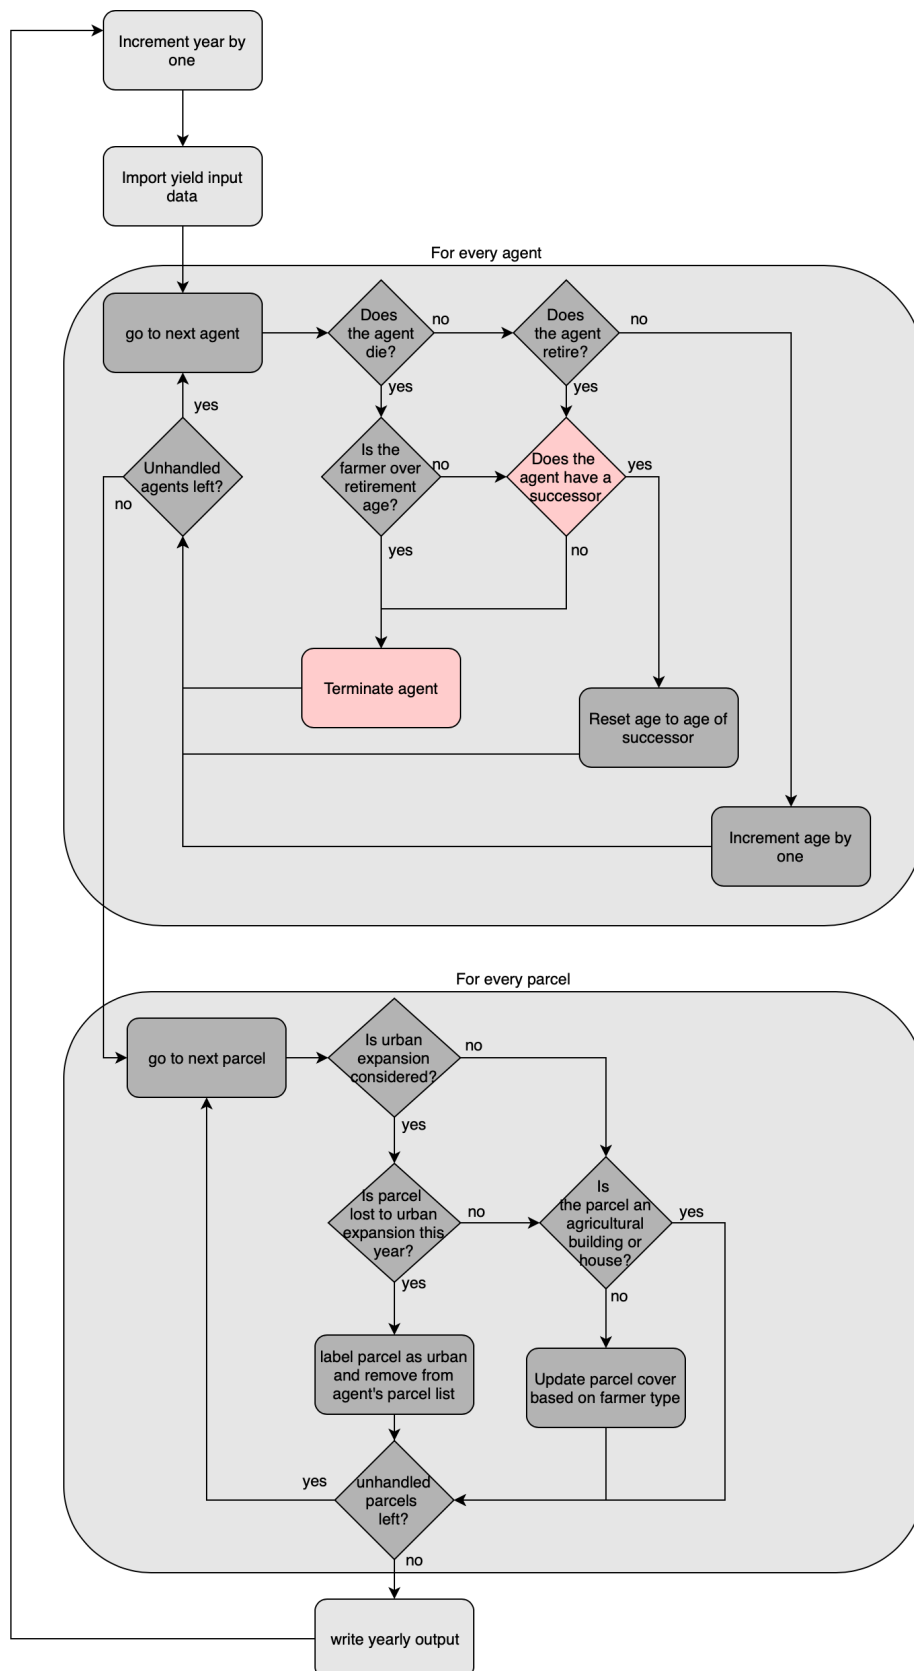 Increment year by
one
Import yield input
data
For every agent
go to next agent
Does
the agent
die?
no
Does
the agent
retire?
no
yes
yes
yes
Unhandled
agents left?
no
Is the
farmer over
retirement
age?
no
Does the
agent have a
successor
yes
yes
no
Terminate agent
Reset age to age of
successor
Increment age by
one
For every parcel
go to next parcel
Is urban
expansion
considered?
no
yes
Is parcel
lost to urban
expansion this
year?
no
Is
the parcel an
agricultural
building or
house?
yes
yes
no
label parcel as urban
and remove from
agent's parcel list
Update parcel cover
based on farmer type
yes
unhandled
parcels
left?
no
write yearly output